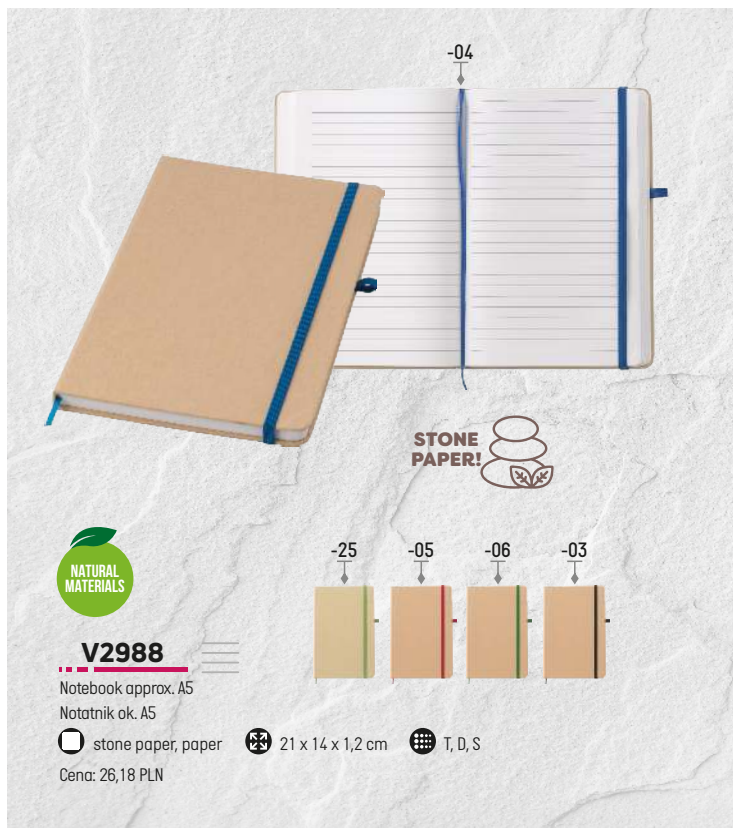 -04
STONE
PAPER!
NATURAL
MATERIALS
-25 -05 -06 -03
V2988
Notebook approx. A5
Notatnik ok. A5
stone paper, paper 21 x 14 x 1,2 cm T, D, S
Cena: 26,18 PLN